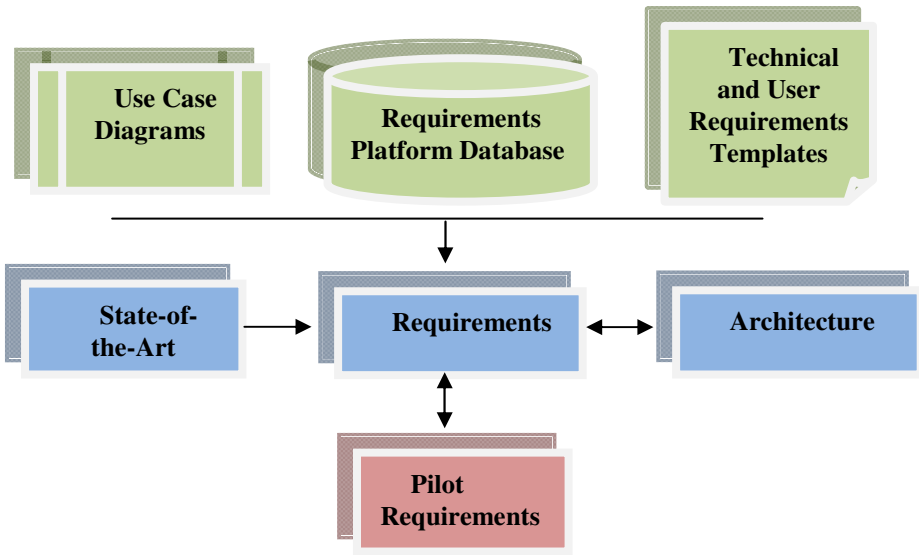 Use Case
Diagrams
Requirements
Platform Database
Technical
and User
Requirements
Templates
State-of-
the-Art
Requirements
Architecture
Pilot
Requirements